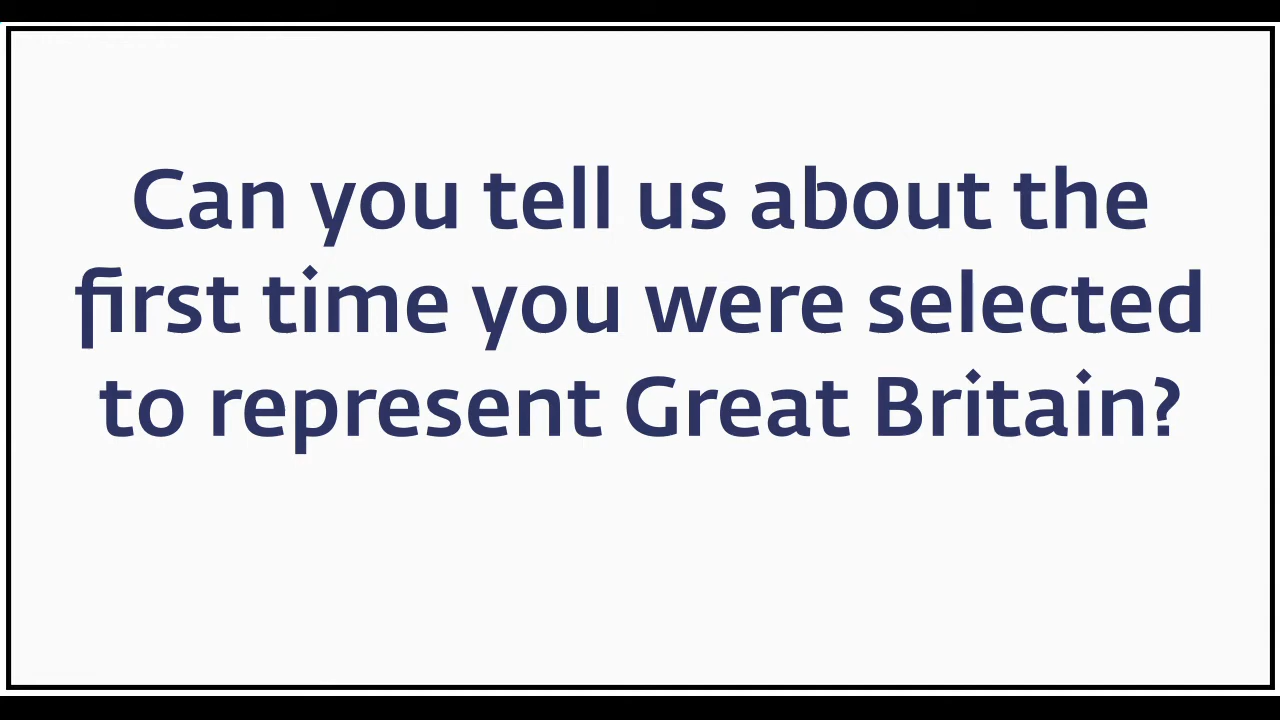 Can you tell us about the
first time you were selected
to represent Great Britain?